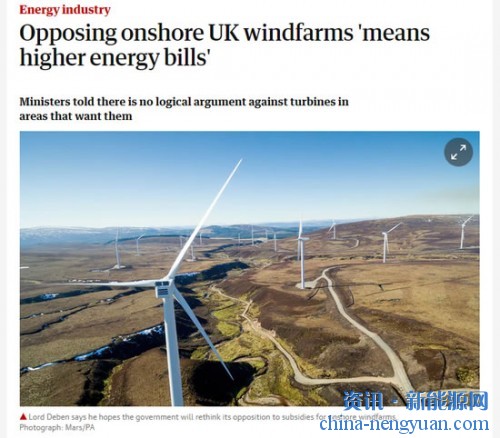 Energy industry
Opposing onshore UK windfarms 'means
higher energy bills'
Ministers told there is no logical argument against turbines in
areas that want them
▲ Lord Deben says he hopes the government will rethink its opposition to subsidies for onshore windfarms.
Photograph: Mars/PA
资讯·新能源网
china-nengyuan.com